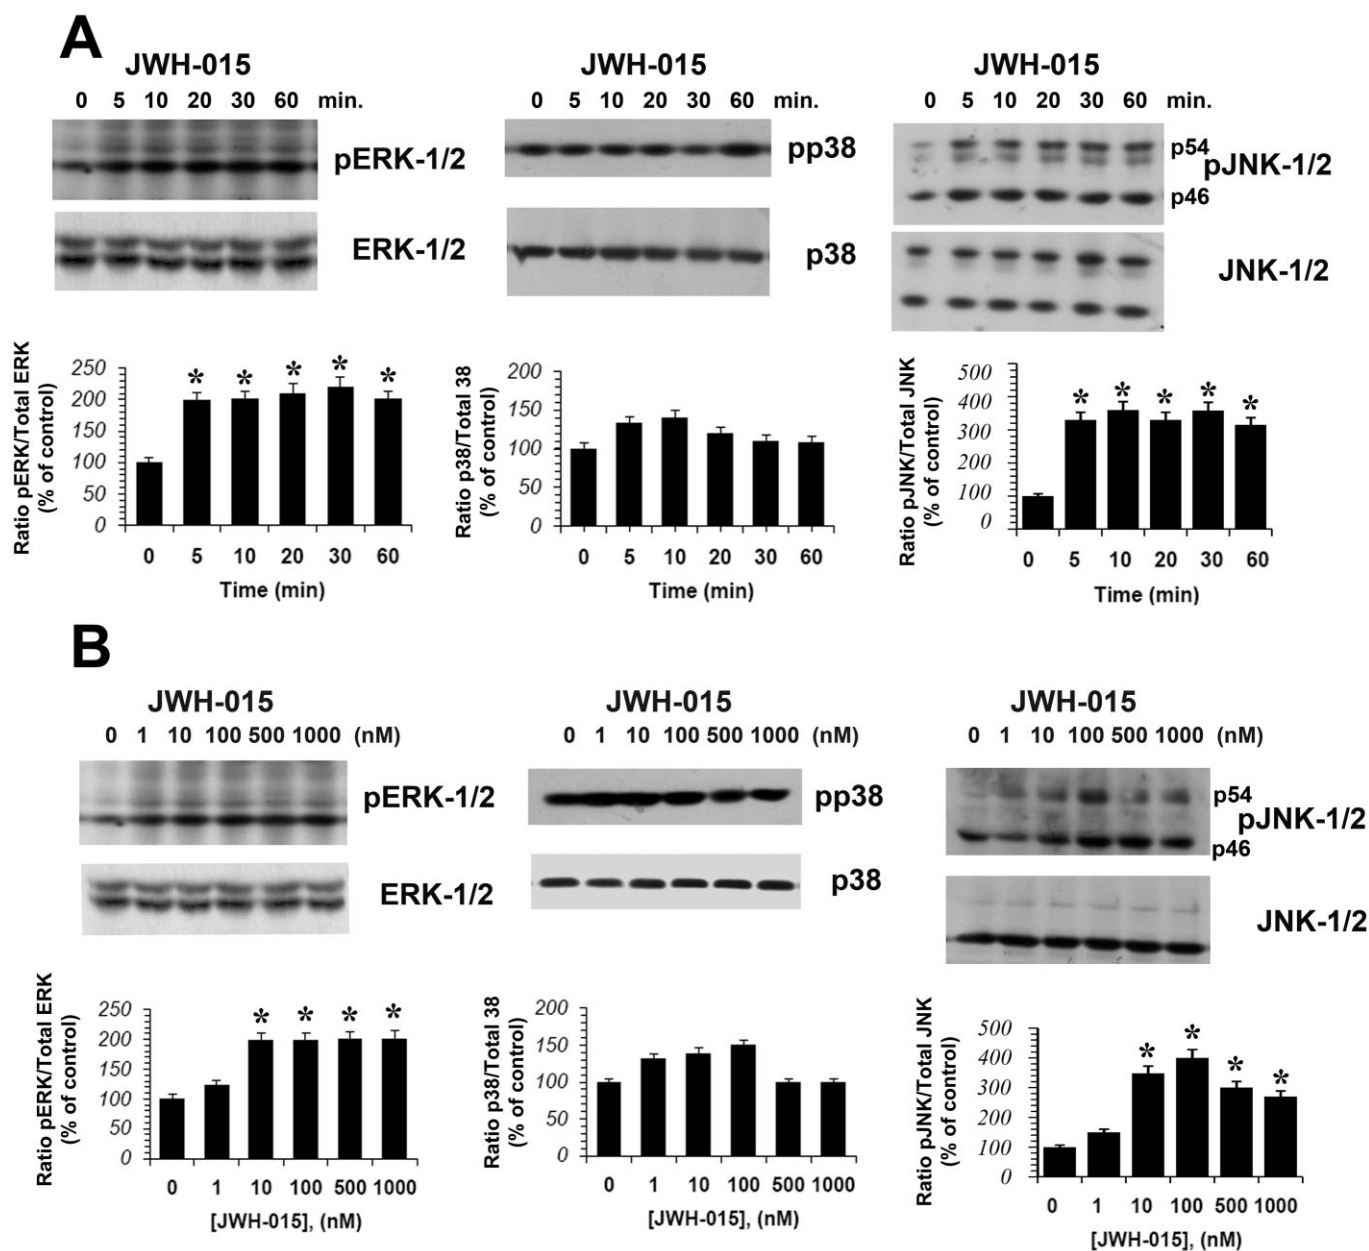 A
JWH-015
0 5 10 20 30 60 min.
pERK-1/2
ERK-1/2
JWH-015
0 5 10 20 30 60 min.
pp38
p38
JWH-015
0 5 10 20 30 60 min.
p54
pJNK-1/2
p46
JNK-1/2
Ratio pERK/Total ERK
(% of control)
250
200
150
100
50
0
* * * * *
0 5 10 20 30 60
Time (min)
Ratio p38/Total 38
(% of control)
200
150
100
50
0
0 5 10 20 30 60
Time (min)
Ratio pJNK/Total JNK
(% of control)
500
400
300
200
100
0
* * * * *
0 5 10 20 30 60
Time (min)
B
JWH-015
0 1 10 100 500 1000 (nM)
pERK-1/2
ERK-1/2
JWH-015
0 1 10 100 500 1000 (nM)
pp38
p38
JWH-015
0 1 10 100 500 1000 (nM)
p54
pJNK-1/2
p46
JNK-1/2
Ratio pERK/Total ERK
(% of control)
250
200
150
100
50
0
* * * *
0 1 10 100 500 1000
[JWH-015], (nM)
Ratio p38/Total 38
(% of control)
200
150
100
50
0
0 1 10 100 500 1000
[JWH-015], (nM)
Ratio pJNK/Total JNK
(% of control)
500
400
300
200
100
0
* * * *
0 1 10 100 500 1000
[JWH-015], (nM)